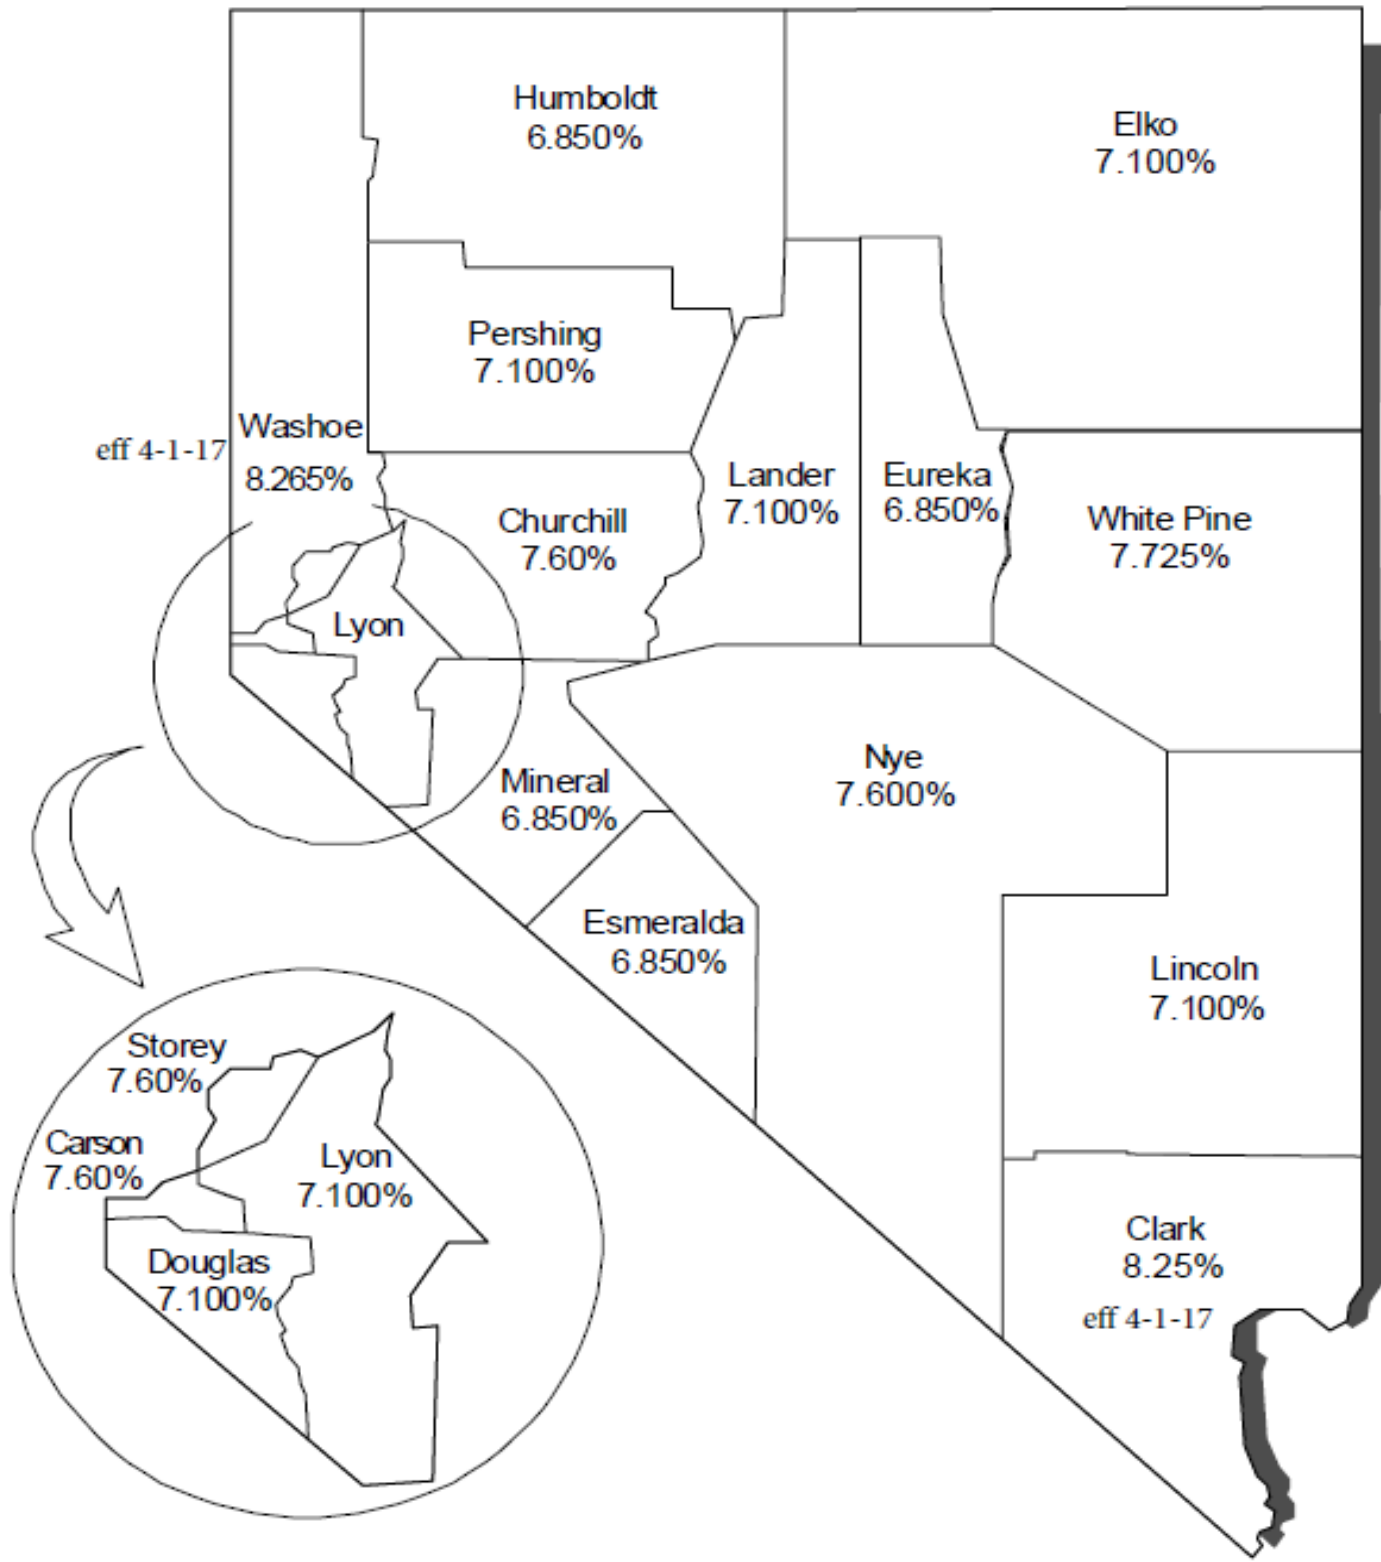 Humboldt
6.850%
Elko
7.100%
Pershing
7.100%
Washoe
eff 4-1-17
8.265%
Lander
7.100%
Eureka
6.850%
Churchill
7.60%
White Pine
7.725%
Lyon
Nye
7.600%
Mineral
6.850%
Esmeralda
6.850%
Lincoln
7.100%
Storey
7.60%
Carson
7.60%
Lyon
7.100%
Douglas
7.100%
Clark
8.25%
eff 4-1-17